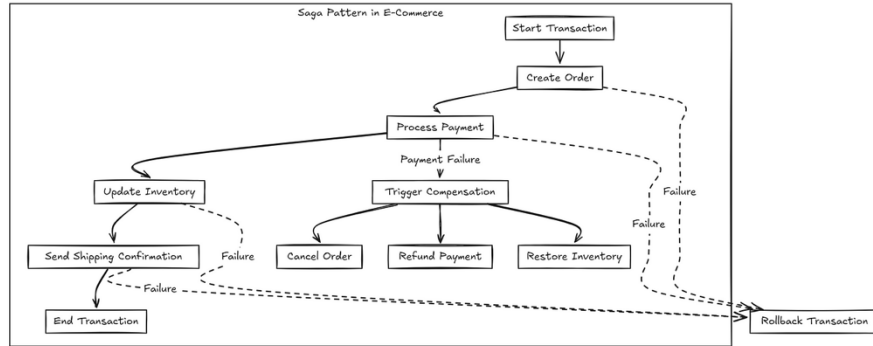 Saga Pattern in E-Commerce
Start Transaction
Create Order
Process Payment
Payment Failure
Failure
Failure
Update Inventory
Trigger Compensation
Send Shipping Confirmation
Failure
Cancel Order
Refund Payment
Restore Inventory
Failure
End Transaction
Rollback Transaction